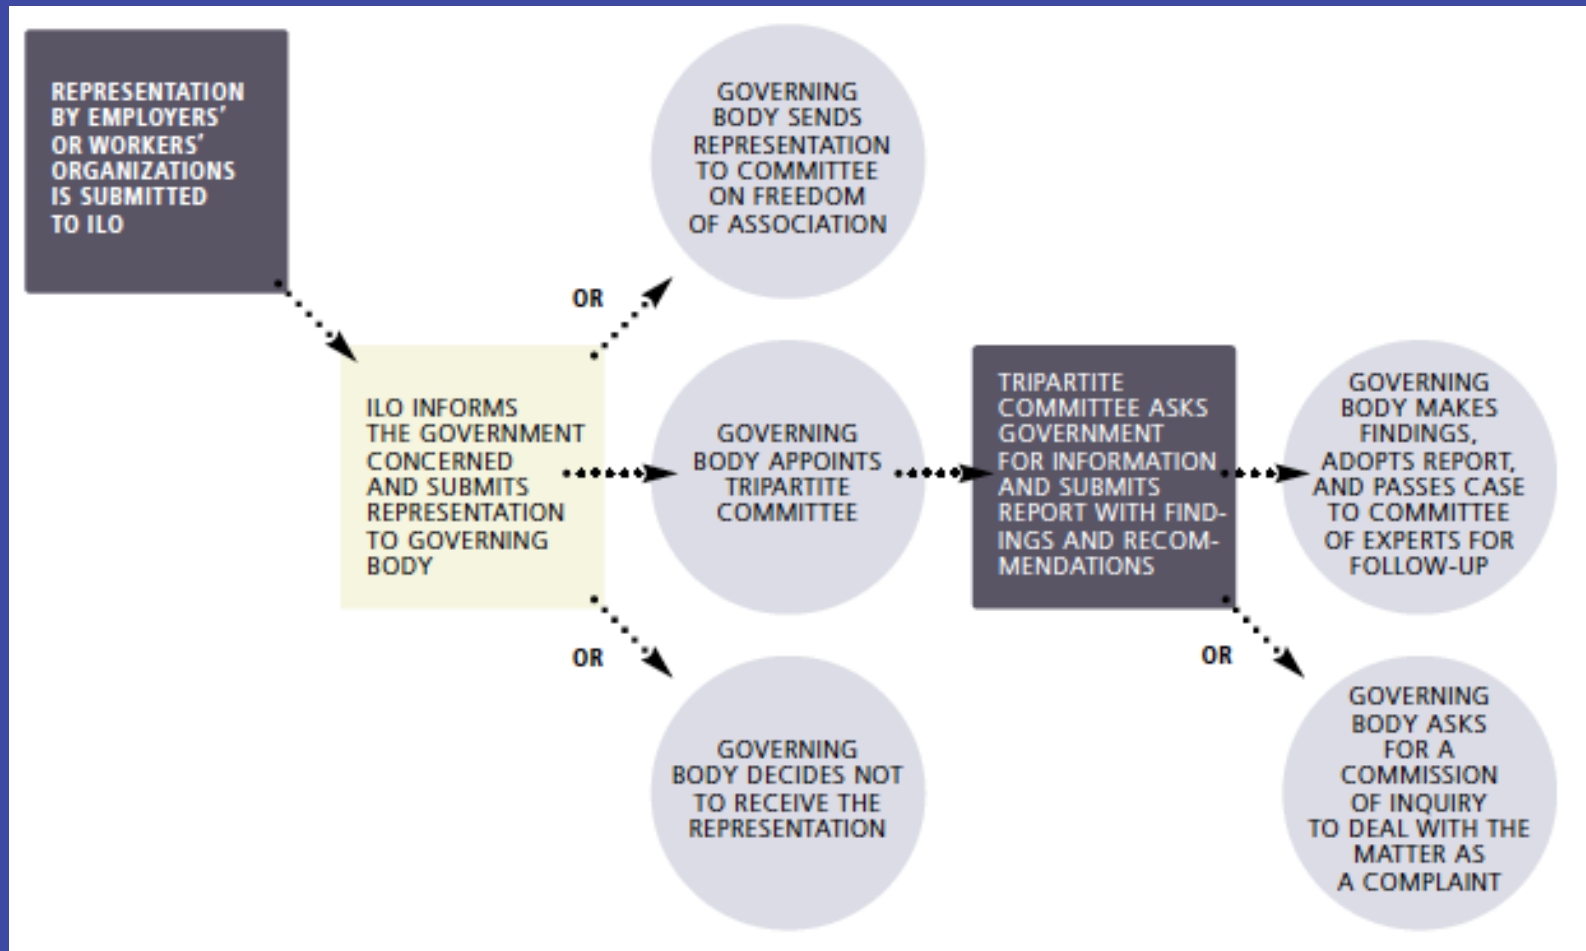 REPRESENTATION
BY EMPLOYERS’
OR WORKERS’
ORGANIZATIONS
IS SUBMITTED
TO ILO
GOVERNING
BODY SENDS
REPRESENTATION
TO COMMITTEE
ON FREEDOM
OF ASSOCIATION
OR
ILO INFORMS
THE GOVERNMENT
CONCERNED
AND SUBMITS
REPRESENTATION
TO GOVERNING
BODY
GOVERNING
BODY APPOINTS
TRIPARTITE
COMMITTEE
TRIPARTITE
COMMITTEE ASKS
GOVERNMENT
FOR INFORMATION
AND SUBMITS
REPORT WITH FIND-
INGS AND RECOM-
MENDATIONS
GOVERNING
BODY MAKES
FINDINGS,
ADOPTS REPORT,
AND PASSES CASE
TO COMMITTEE
OF EXPERTS FOR
FOLLOW-UP
OR
GOVERNING
BODY DECIDES NOT
TO RECEIVE THE
REPRESENTATION
OR
GOVERNING
BODY ASKS
FOR A
COMMISSION
OF INQUIRY
TO DEAL WITH THE
MATTER AS
A COMPLAINT